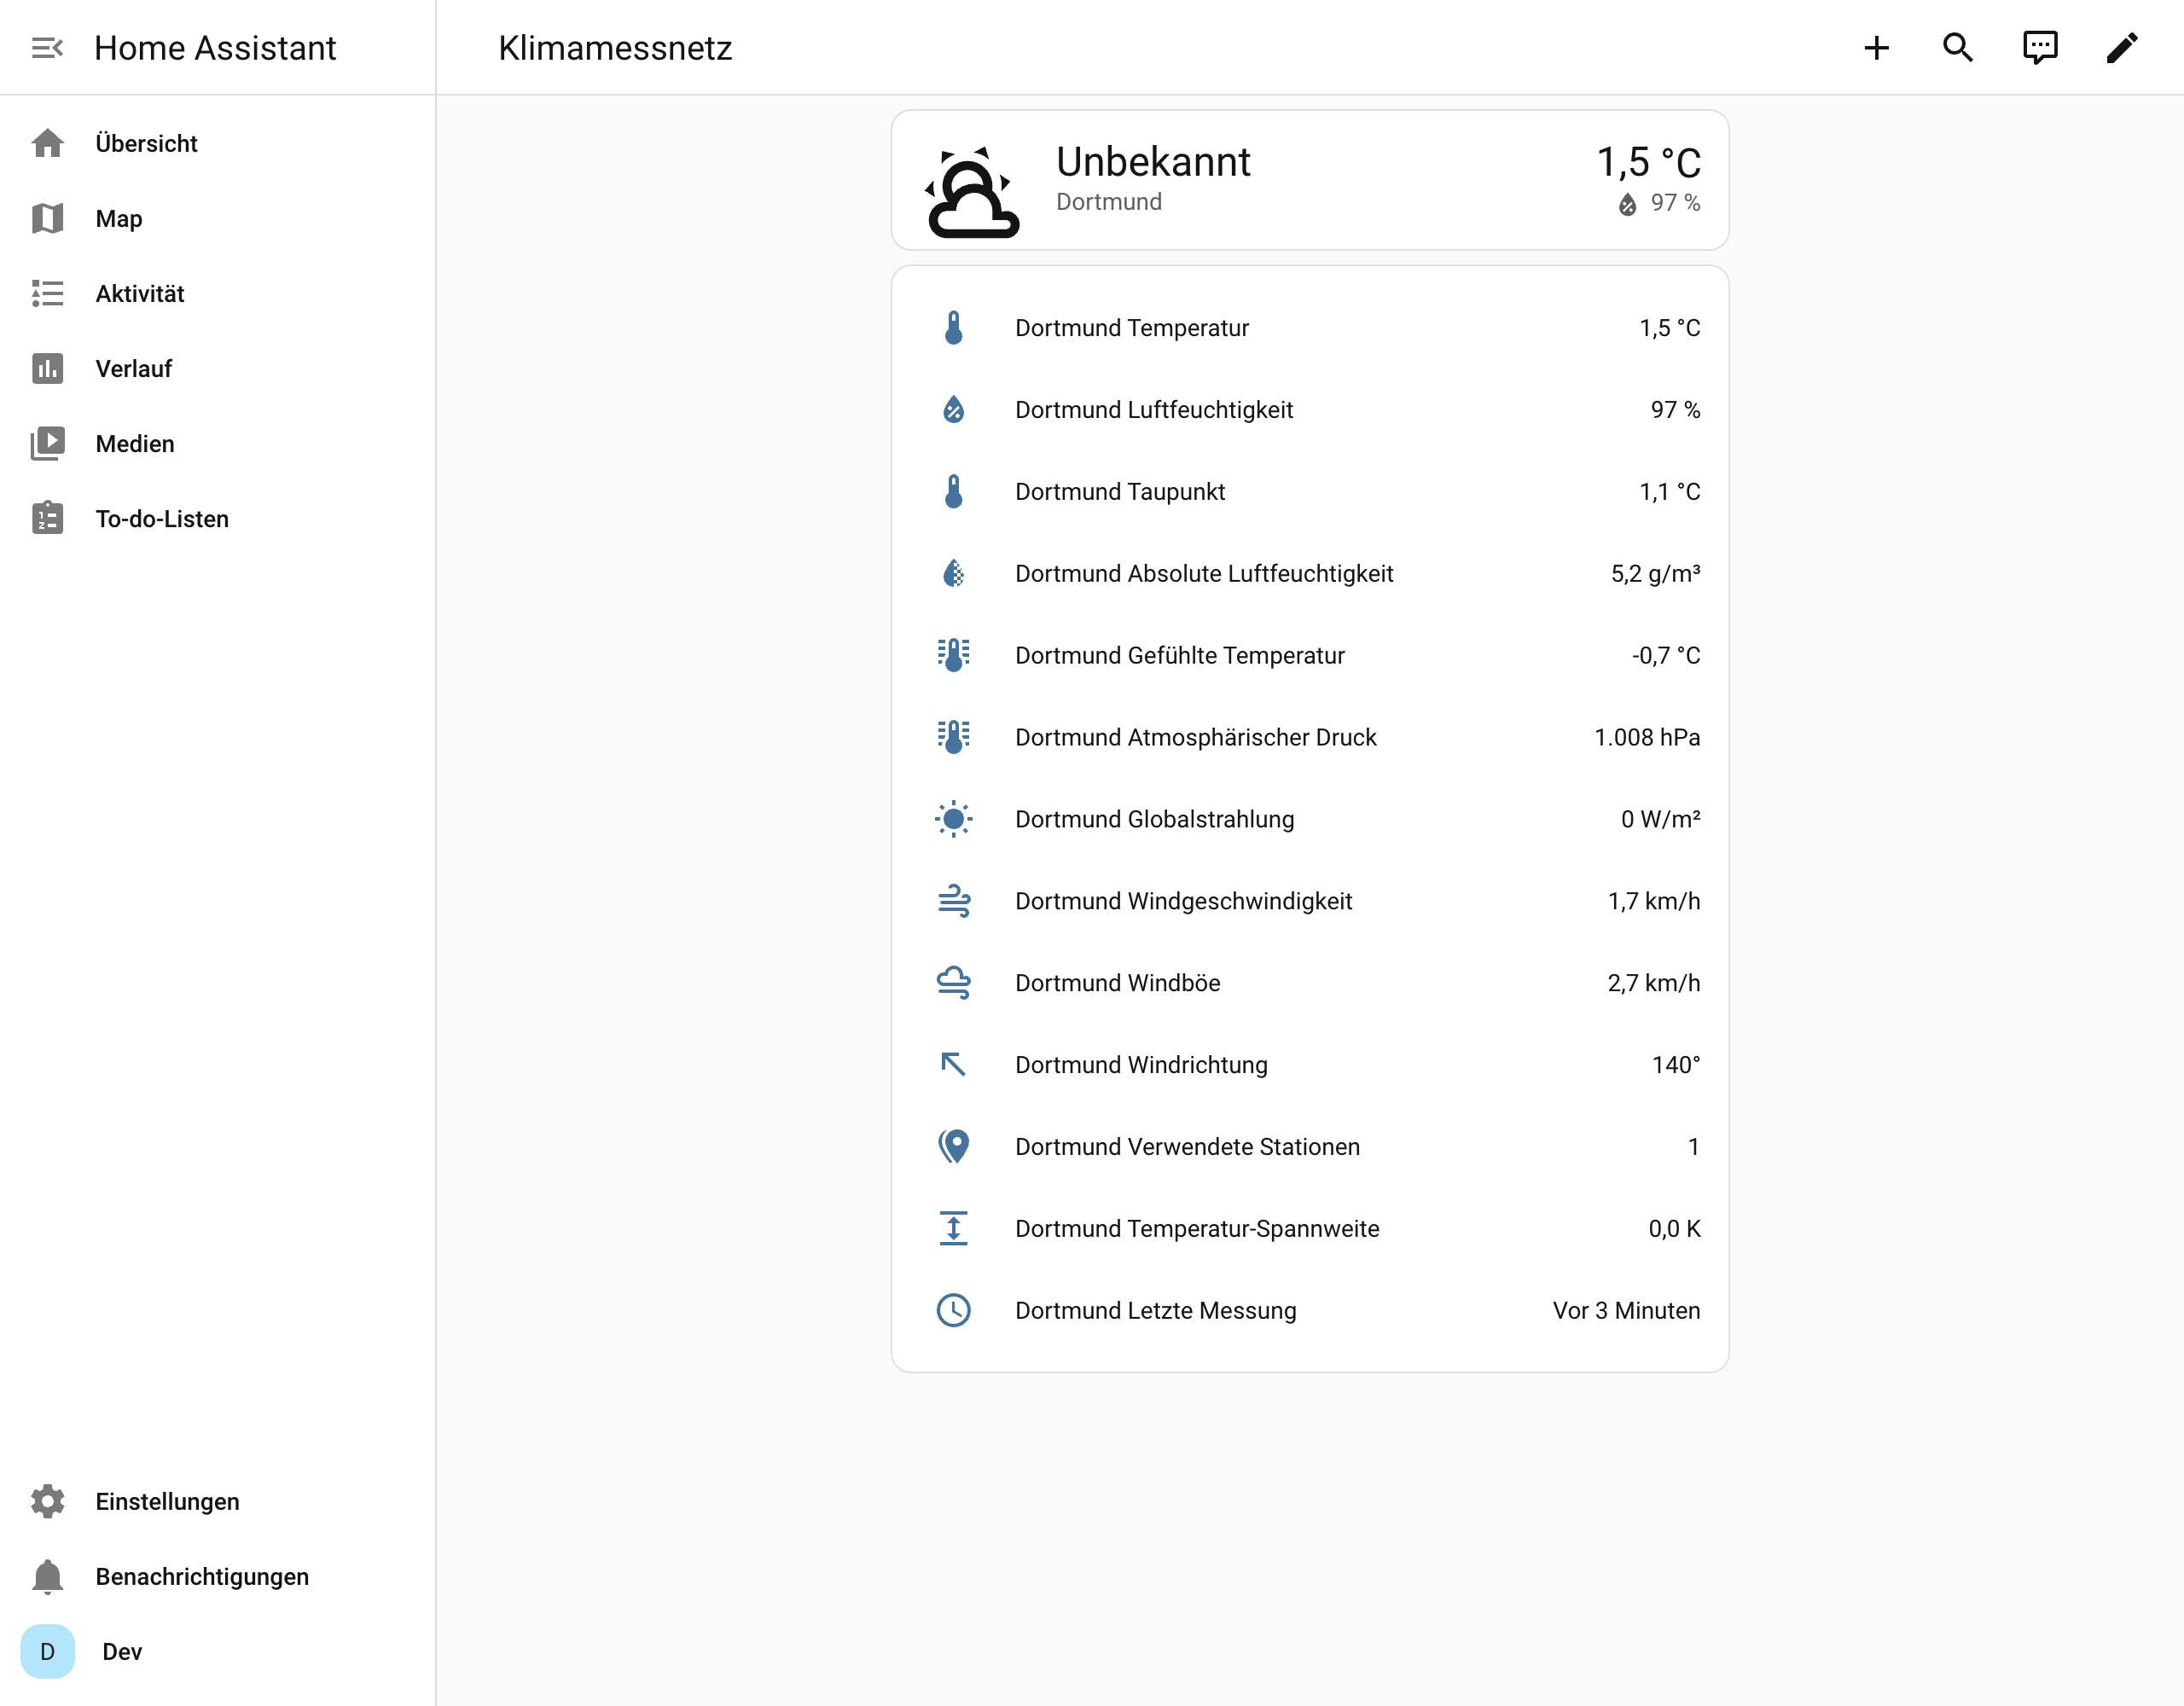 Home Assistant
Klimamessnetz
Übersicht
Map
Aktivität
Verlauf
Medien
To-do-Listen
Unbekannt
1,5 °C
Dortmund
97 %
Dortmund Temperatur 1,5 °C
Dortmund Luftfeuchtigkeit 97 %
Dortmund Taupunkt 1,1 °C
Dortmund Absolute Luftfeuchtigkeit 5,2 g/m³
Dortmund Gefühlte Temperatur -0,7 °C
Dortmund Atmosphärischer Druck 1.008 hPa
Dortmund Globalstrahlung 0 W/m²
Dortmund Windgeschwindigkeit 1,7 km/h
Dortmund Windböe 2,7 km/h
Dortmund Windrichtung 140°
Dortmund Verwendete Stationen 1
Dortmund Temperatur-Spannweite 0,0 K
Dortmund Letzte Messung Vor 3 Minuten
Einstellungen
Benachrichtigungen
D Dev